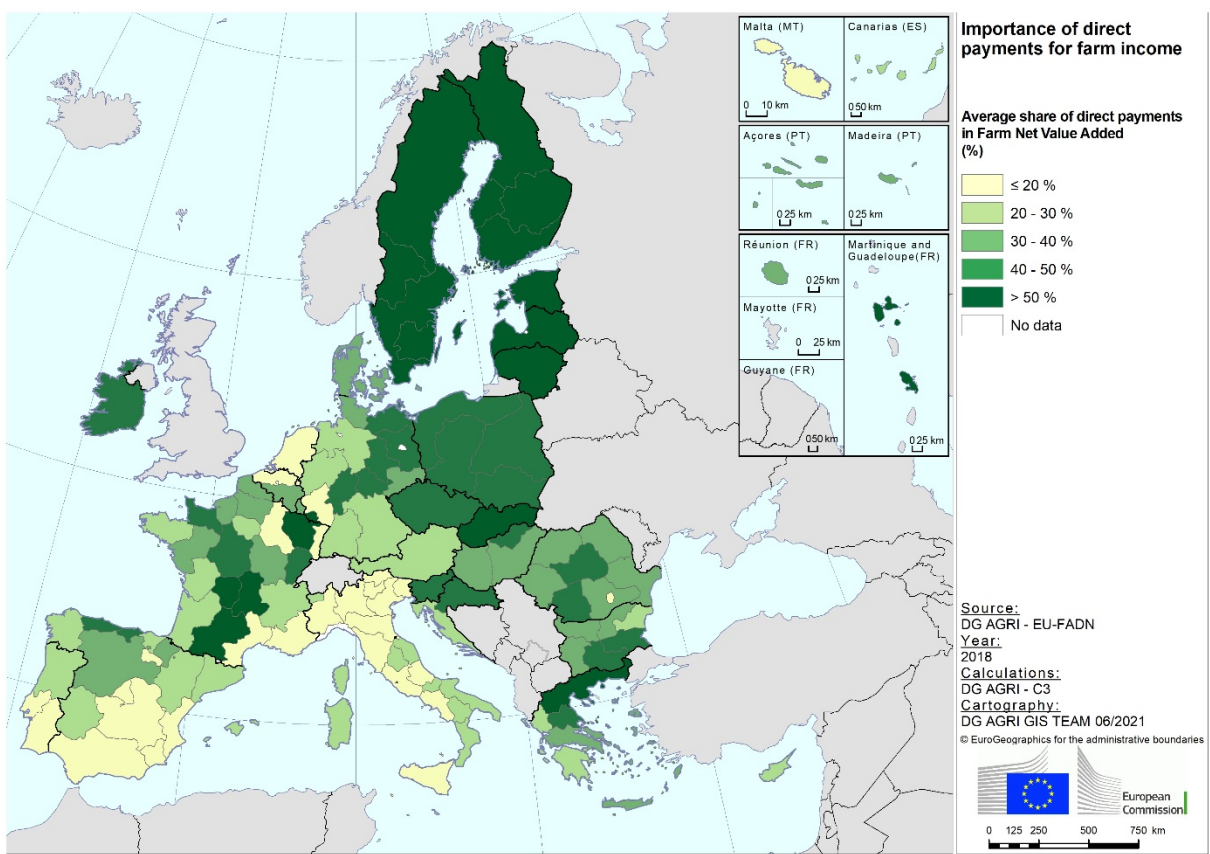 Importance of direct
payments for farm income
Average share of direct payments
in Farm Net Value Added
(%)
≤ 20 %
20 - 30 %
30 - 40 %
40 - 50 %
> 50 %
No data
Malta (MT)
0 10 km
Canarias (ES)
0 50 km
Açores (PT)
0 25 km
Madeira (PT)
0 25 km
Réunion (FR)
0 25 km
Martinique and
Guadeloupe(FR)
0 25 km
Mayotte (FR)
0 25 km
Guyane (FR)
0 50 km
Source:
DG AGRI - EU-FADN
Year:
2018
Calculations:
DG AGRI - C3
Cartography:
DG AGRI GIS TEAM 06/2021
© EuroGeographics for the administrative boundaries
European
Commission
0 125 250 500 750 km